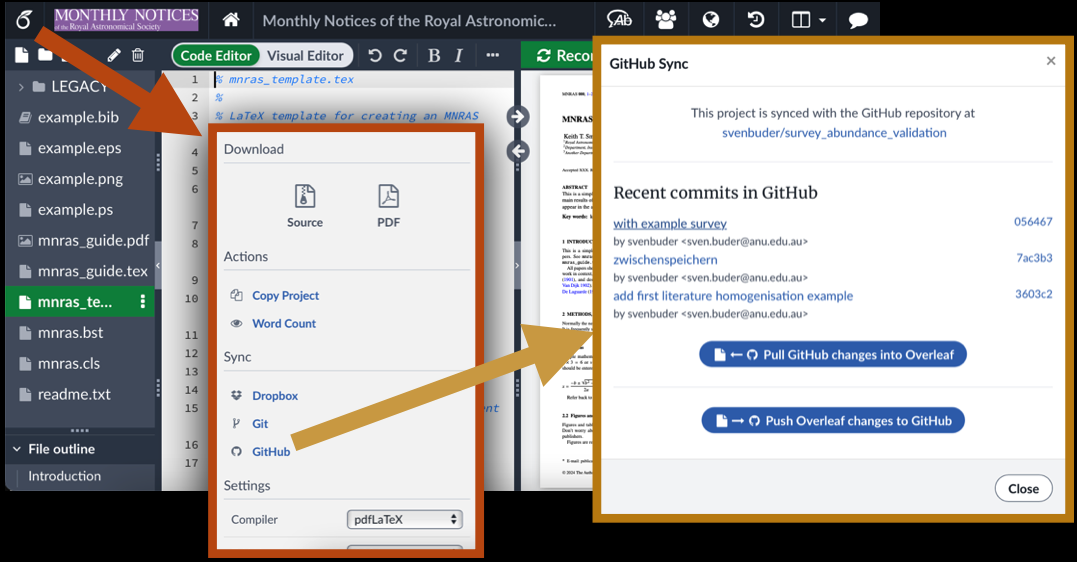 MONTHLY NOTICES
of the Royal Astronomical Society
Monthly Notices of the Royal Astronomic...
Code Editor
Visual Editor
B I
Reco
LEGACY
example.bib
example.eps
example.png
example.ps
mnras_guide.pdf
mnras_guide.tex
mnras_te...
mnras.bst
mnras.cls
readme.txt
File outline
Introduction
1 % mnras_template.tex
2 %
3 % LaTeX template for creating an MNRAS
4
5
6
7
8
9
10
11
12
13
14
15
16
17
Download
Source
PDF
Actions
Copy Project
Word Count
Sync
Dropbox
Git
GitHub
Settings
Compiler
pdfLaTeX
MNRAS
ABSTRACT
GitHub Sync
×
This project is synced with the GitHub repository at
svenbuder/survey_abundance_validation
Recent commits in GitHub
with example survey 056467
by svenbuder <sven.buder@anu.edu.au>
zwischenspeichern 7ac3b3
by svenbuder <sven.buder@anu.edu.au>
add first literature homogenisation example 3603c2
by svenbuder <sven.buder@anu.edu.au>
Pull GitHub changes into Overleaf
Push Overleaf changes to GitHub
Close